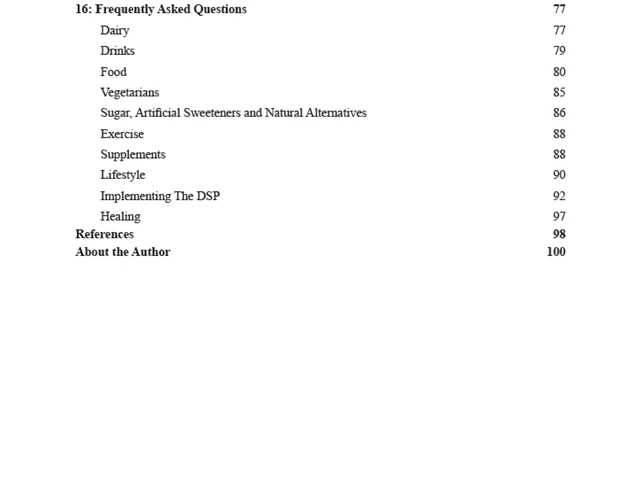 16: Frequently Asked Questions 77
Dairy 77
Drinks 79
Food 80
Vegetarians 85
Sugar, Artificial Sweeteners and Natural Alternatives 86
Exercise 88
Supplements 88
Lifestyle 90
Implementing The DSP 92
Healing 97
References 98
About the Author 100